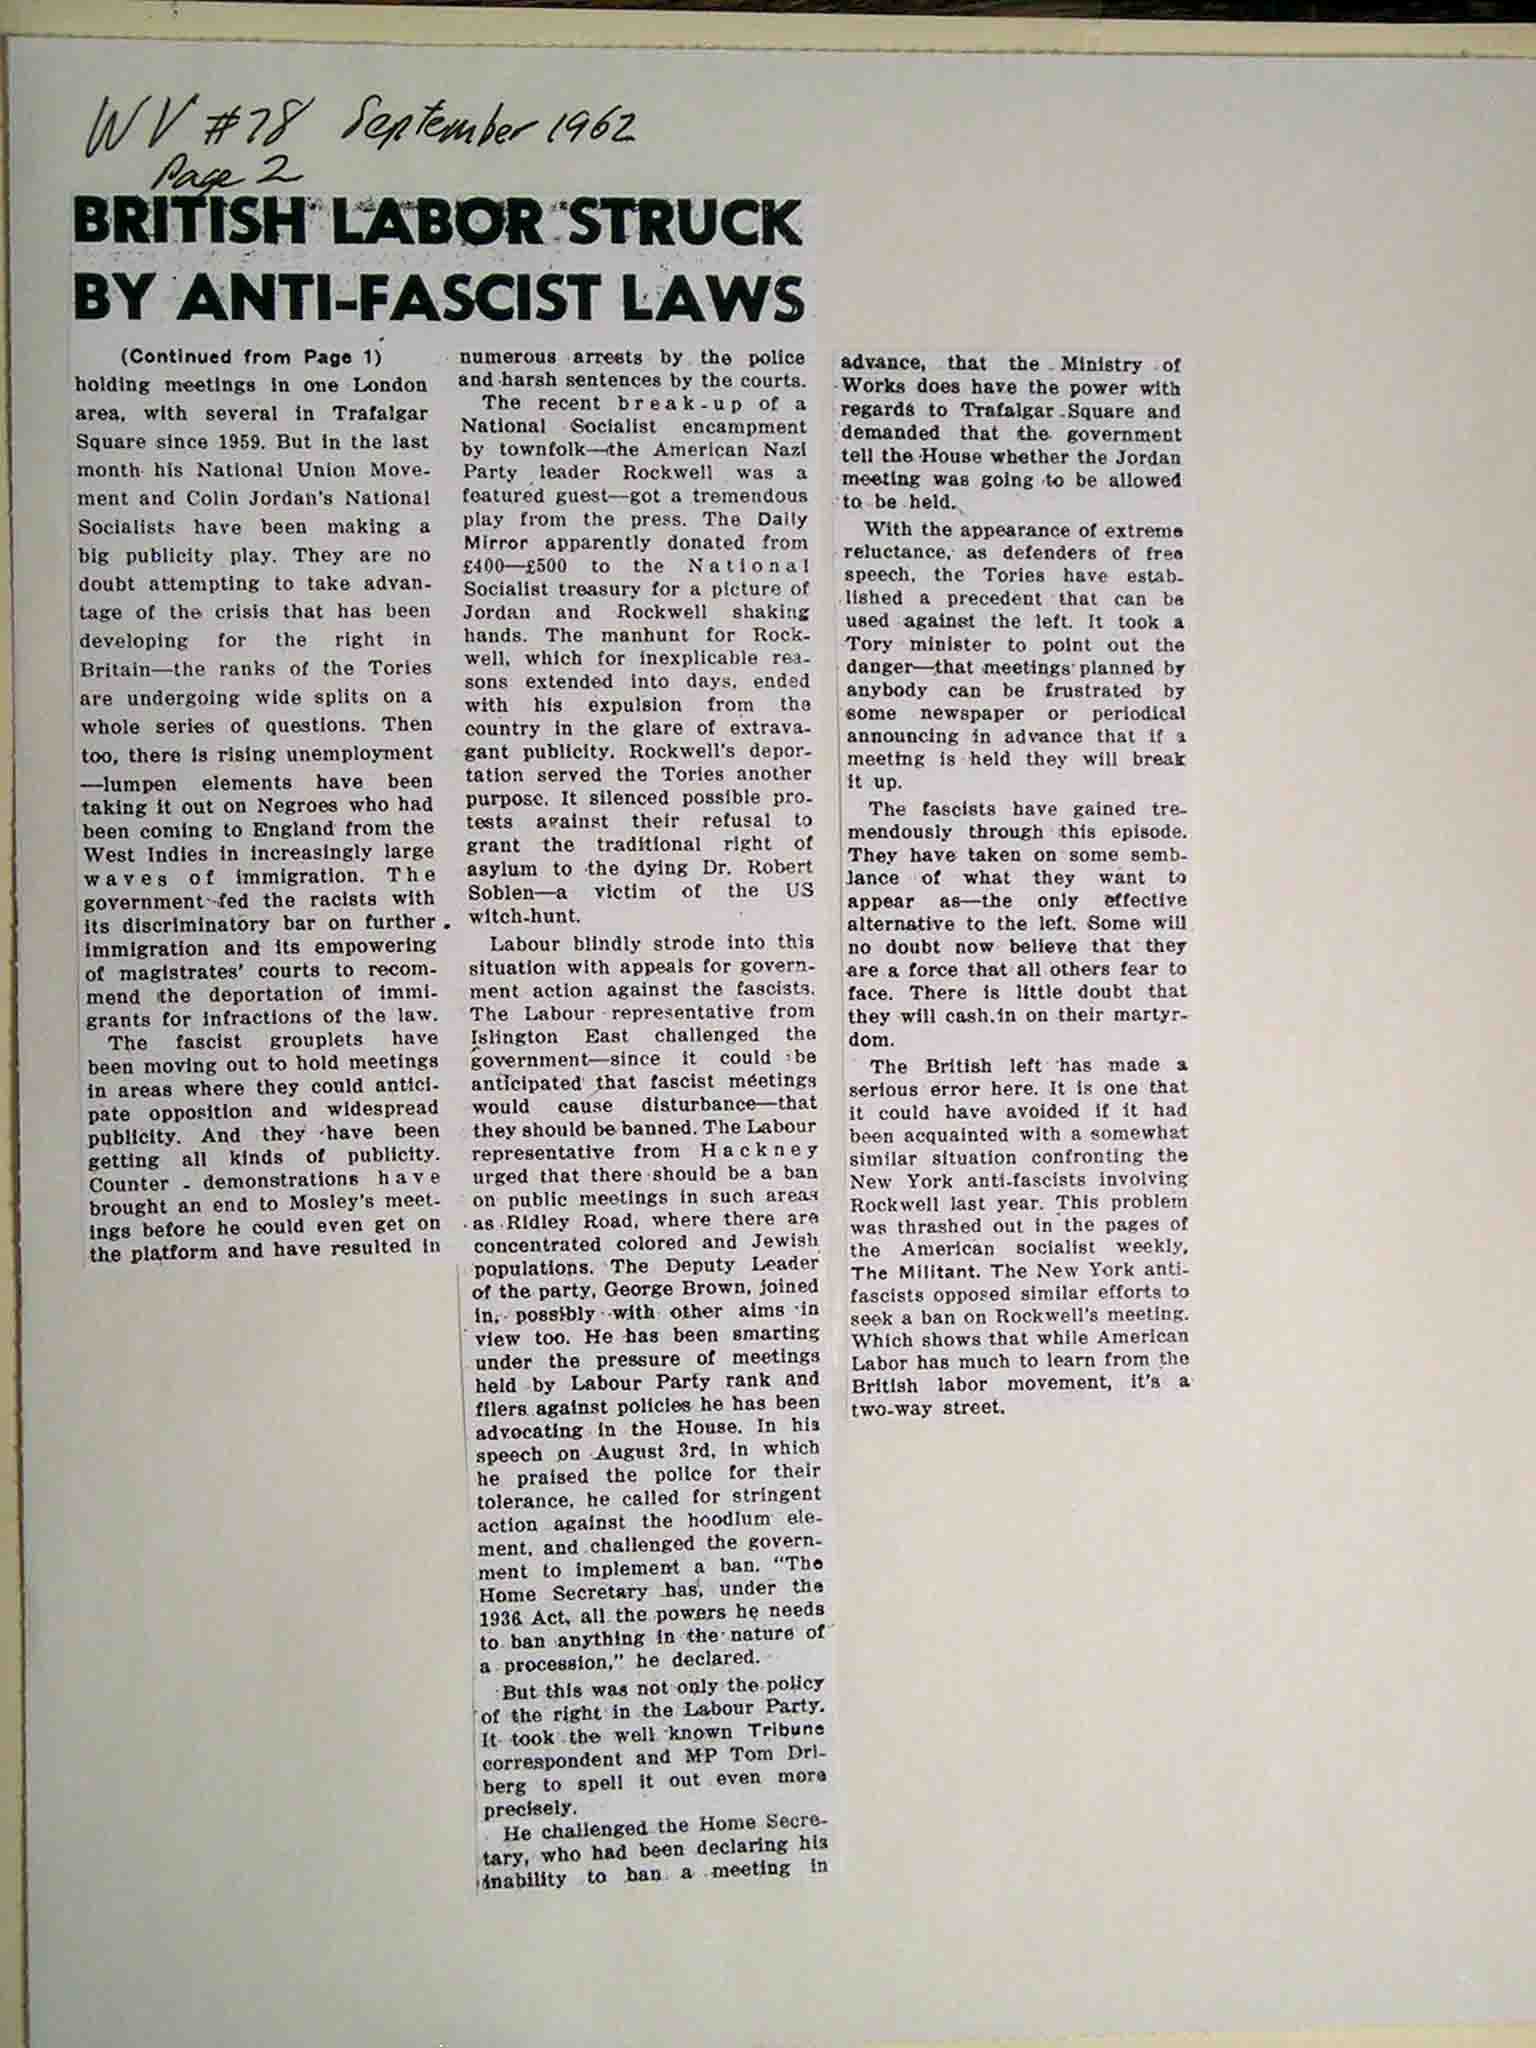 WV #78 September 1962
Page 2
BRITISH LABOR STRUCK
BY ANTI-FASCIST LAWS
(Continued from Page 1)
holding meetings in one London
area, with several in Trafalgar
Square since 1959. But in the last
month his National Union Move-
ment and Colin Jordan's National
Socialists have been making a
big publicity play. They are no
doubt attempting to take advan-
tage of the crisis that has been
developing for the right in
Britain—the ranks of the Tories
are undergoing wide splits on a
whole series of questions. Then
too, there is rising unemployment
—lumpen elements have been
taking it out on Negroes who had
been coming to England from the
West Indies in increasingly large
waves of immigration. The
government fed the racists with
its discriminatory bar on further
immigration and its empowering
of magistrates' courts to recom-
mend the deportation of immi-
grants for infractions of the law.
The fascist grouplets have
been moving out to hold meetings
in areas where they could antici-
pate opposition and widespread
publicity. And they have been
getting all kinds of publicity.
Counter - demonstrations have
brought an end to Mosley's meet-
ings before he could even get on
the platform and have resulted in
numerous arrests by the police
and harsh sentences by the courts.
The recent break-up of a
National Socialist encampment
by townfolk—the American Nazi
Party leader Rockwell was a
featured guest—got a tremendous
play from the press. The Daily
Mirror apparently donated from
£400—£500 to the National
Socialist treasury for a picture of
Jordan and Rockwell shaking
hands. The manhunt for Rock-
well, which for inexplicable rea-
sons extended into days, ended
with his expulsion from the
country in the glare of extrava-
gant publicity. Rockwell's depor-
tation served the Tories another
purpose. It silenced possible pro-
tests against their refusal to
grant the traditional right of
asylum to the dying Dr. Robert
Soblen—a victim of the US
witch-hunt.
Labour blindly strode into this
situation with appeals for govern-
ment action against the fascists.
The Labour representative from
Islington East challenged the
government—since it could be
anticipated that fascist meetings
would cause disturbance—that
they should be banned. The Labour
representative from Hackney
urged that there should be a ban
on public meetings in such areas
as Ridley Road, where there are
concentrated colored and Jewish
populations. The Deputy Leader
of the party, George Brown, joined
in, possibly with other aims in
view too. He has been smarting
under the pressure of meetings
held by Labour Party rank and
filers against policies he has been
advocating in the House. In his
speech on August 3rd, in which
he praised the police for their
tolerance, he called for stringent
action against the hoodlum ele-
ment, and challenged the govern-
ment to implement a ban. "The
Home Secretary has, under the
1936 Act, all the powers he needs
to ban anything in the nature of
a procession," he declared.
But this was not only the policy
of the right in the Labour Party.
It took the well known Tribune
correspondent and MP Tom Dri-
berg to spell it out even more
precisely.
He challenged the Home Secre-
tary, who had been declaring his
inability to ban a meeting in
advance, that the Ministry of
Works does have the power with
regards to Trafalgar Square and
demanded that the government
tell the House whether the Jordan
meeting was going to be allowed
to be held.
With the appearance of extreme
reluctance, as defenders of free
speech, the Tories have estab-
lished a precedent that can be
used against the left. It took a
Tory minister to point out the
danger—that meetings planned by
anybody can be frustrated by
some newspaper or periodical
announcing in advance that if a
meeting is held they will break
it up.
The fascists have gained tre-
mendously through this episode.
They have taken on some semb-
lance of what they want to
appear as—the only effective
alternative to the left. Some will
no doubt now believe that they
are a force that all others fear to
face. There is little doubt that
they will cash in on their martyr-
dom.
The British left has made a
serious error here. It is one that
it could have avoided if it had
been acquainted with a somewhat
similar situation confronting the
New York anti-fascists involving
Rockwell last year. This problem
was thrashed out in the pages of
the American socialist weekly,
The Militant. The New York anti-
fascists opposed similar efforts to
seek a ban on Rockwell's meeting.
Which shows that while American
Labor has much to learn from the
British labor movement, it's a
two-way street.